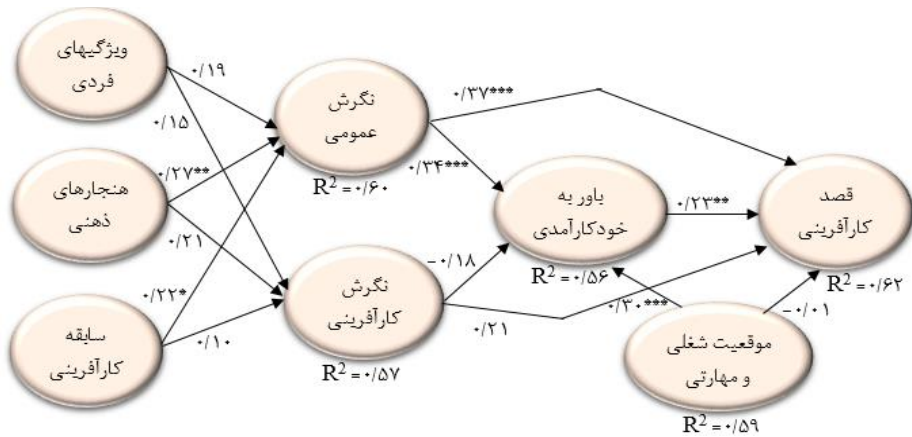 ویژگیهای
فردی
هنجارهای
ذهنی
سابقه
کارآفرینی
۰/۱۹
۰/۱۵
۰/۲۷**
۰/۲۱
۰/۲۲*
۰/۱۰
نگرش
عمومی
R² =۰/۶۰
نگرش
کارآفرینی
R² =۰/۵۷
۰/۳۷***
۰/۳۴***
-۰/۱۸
۰/۲۱
باور به
خودکارآمدی
R² =۰/۵۶
۰/۲۳**
۰/۳۰***
-۰/۰۱
قصد
کارآفرینی
R² =۰/۶۲
موقعیت شغلی
و مهارتی
R² =۰/۵۹